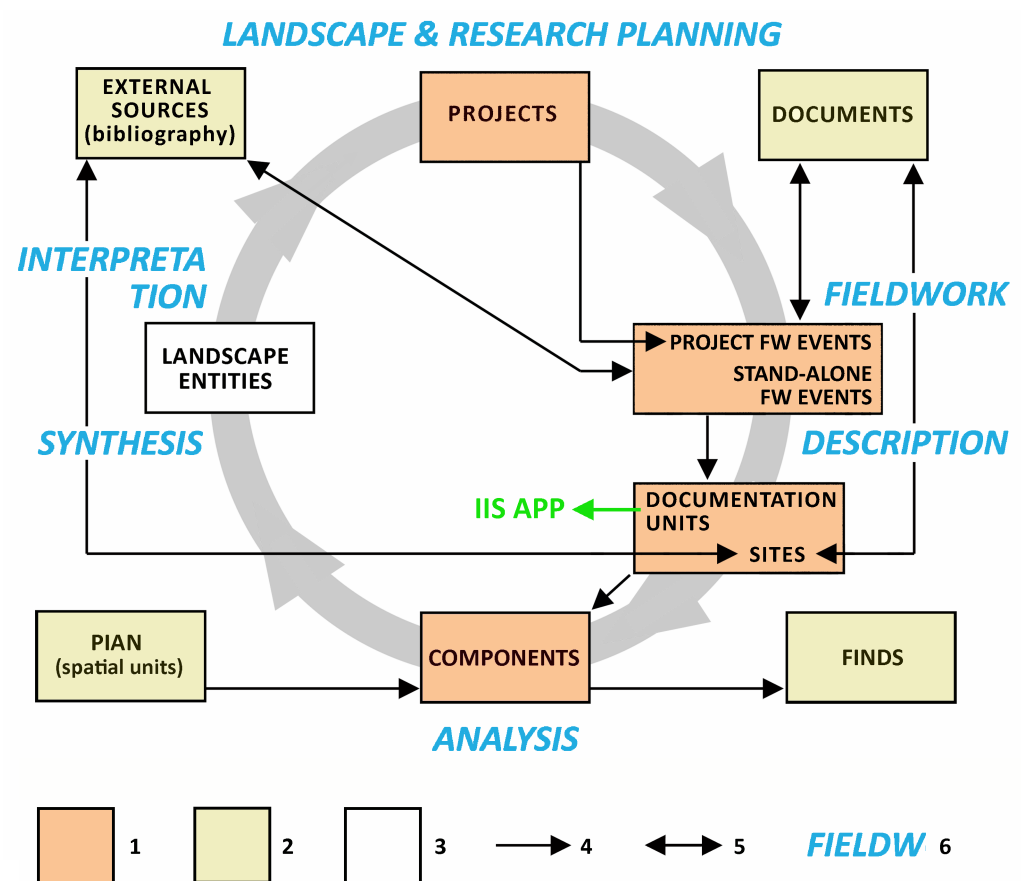 LANDSCAPE & RESEARCH PLANNING
EXTERNAL
SOURCES
(bibliography)
PROJECTS
DOCUMENTS
INTERPRETA
TION
FIELDWORK
LANDSCAPE
ENTITIES
PROJECT FW EVENTS
STAND-ALONE
FW EVENTS
SYNTHESIS
DESCRIPTION
IIS APP
DOCUMENTATION
UNITS
SITES
PIAN
(spatial units)
COMPONENTS
FINDS
ANALYSIS
1
2
3
4
5
FIELDW 6